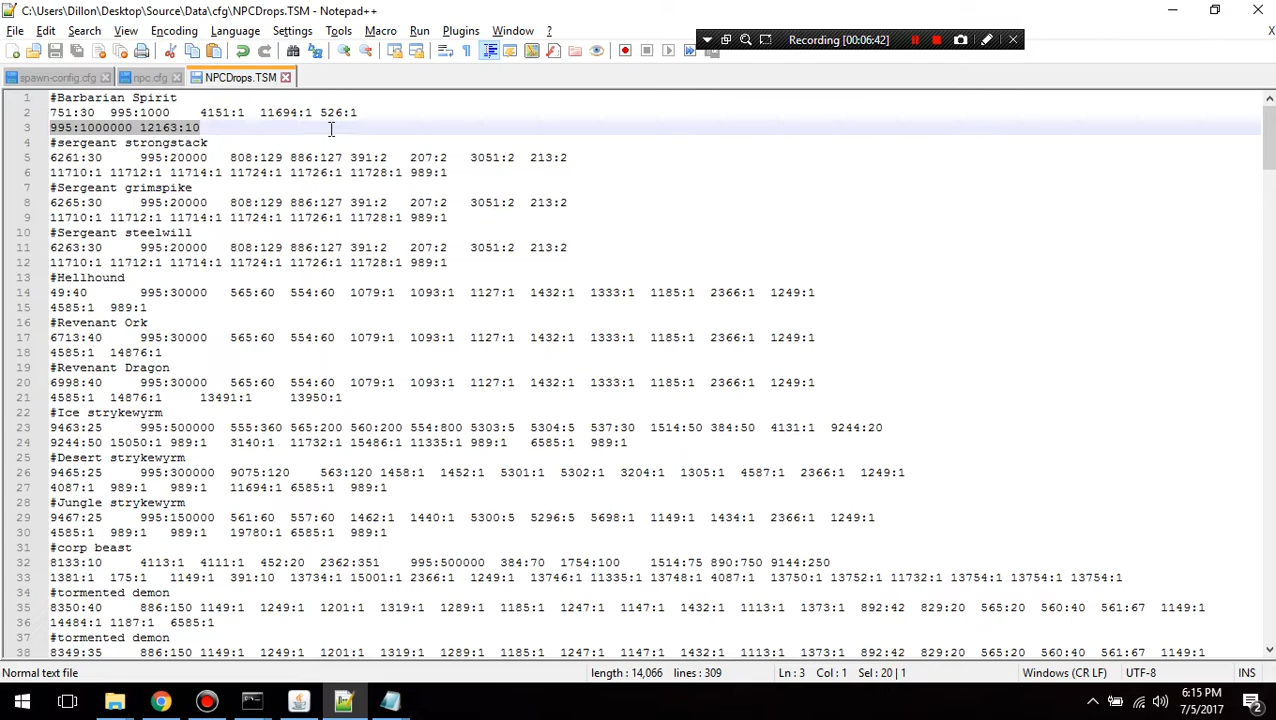 C:\Users\Dillon\Desktop\Source\Data\cfg\NPCDrops.TSM - Notepad++
File Edit Search View Encoding Language Settings Tools Macro Run Plugins Window ? X
Recording [00:06:42]
spawn-config.cfg npc.cfg NPCDrops.TSM
1 #Barbarian Spirit
2 751:30 995:1000 4151:1 11694:1 526:1
3 995:1000000 12163:10
4 #sergeant strongstack
5 6261:30 995:20000 808:129 886:127 391:2 207:2 3051:2 213:2
6 11710:1 11712:1 11714:1 11724:1 11726:1 11728:1 989:1
7 #Sergeant grimspike
8 6265:30 995:20000 808:129 886:127 391:2 207:2 3051:2 213:2
9 11710:1 11712:1 11714:1 11724:1 11726:1 11728:1 989:1
10 #Sergeant steelwill
11 6263:30 995:20000 808:129 886:127 391:2 207:2 3051:2 213:2
12 11710:1 11712:1 11714:1 11724:1 11726:1 11728:1 989:1
13 #Hellhound
14 49:40 995:30000 565:60 554:60 1079:1 1093:1 1127:1 1432:1 1333:1 1185:1 2366:1 1249:1
15 4585:1 989:1
16 #Revenant Ork
17 6713:40 995:30000 565:60 554:60 1079:1 1093:1 1127:1 1432:1 1333:1 1185:1 2366:1 1249:1
18 4585:1 14876:1
19 #Revenant Dragon
20 6998:40 995:30000 565:60 554:60 1079:1 1093:1 1127:1 1432:1 1333:1 1185:1 2366:1 1249:1
21 4585:1 14876:1 13491:1 13950:1
22 #Ice strykewyrm
23 9463:25 995:500000 555:360 565:200 560:200 554:800 5303:5 5304:5 537:30 1514:50 384:50 4131:1 9244:20
24 9244:50 15050:1 989:1 3140:1 11732:1 15486:1 11335:1 989:1 6585:1 989:1
25 #Desert strykewyrm
26 9465:25 995:300000 9075:120 563:120 1458:1 1452:1 5301:1 5302:1 3204:1 1305:1 4587:1 2366:1 1249:1
27 4087:1 989:1 989:1 11694:1 6585:1 989:1
28 #Jungle strykewyrm
29 9467:25 995:150000 561:60 557:60 1462:1 1440:1 5300:5 5296:5 5698:1 1149:1 1434:1 2366:1 1249:1
30 4585:1 989:1 989:1 19780:1 6585:1 989:1
31 #corp beast
32 8133:10 4113:1 4111:1 452:20 2362:351 995:500000 384:70 1754:100 1514:75 890:750 9144:250
33 1381:1 175:1 1149:1 391:10 13734:1 15001:1 2366:1 1249:1 13746:1 11335:1 13748:1 4087:1 13750:1 13752:1 11732:1 13754:1 13754:1 13754:1
34 #tormented demon
35 8350:40 886:150 1149:1 1249:1 1201:1 1319:1 1289:1 1185:1 1247:1 1147:1 1432:1 1113:1 1373:1 892:42 829:20 565:20 560:40 561:67 1149:1
36 14484:1 1187:1 6585:1
37 #tormented demon
38 8349:35 886:150 1149:1 1249:1 1201:1 1319:1 1289:1 1185:1 1247:1 1147:1 1432:1 1113:1 1373:1 892:42 829:20 565:20 560:40 561:67 1149:1
Normal text file length : 14,066 lines : 309 Ln : 3 Col : 1 Sel : 20 | 1 Windows (CR LF) UTF-8 INS
6:15 PM
7/5/2017
2